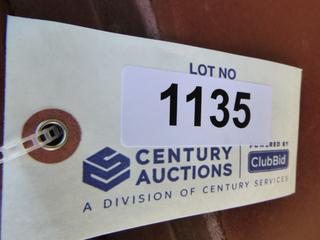 LOT NO
1135
CENTURY AUCTIONS
POWERED BY
ClubBid
A DIVISION OF CENTURY SERVICES